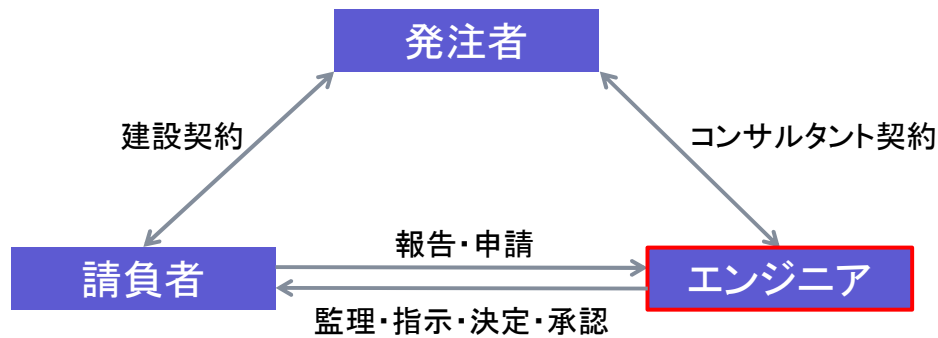 発注者
建設契約
コンサルタント契約
報告・申請
請負者
エンジニア
監理・指示・決定・承認